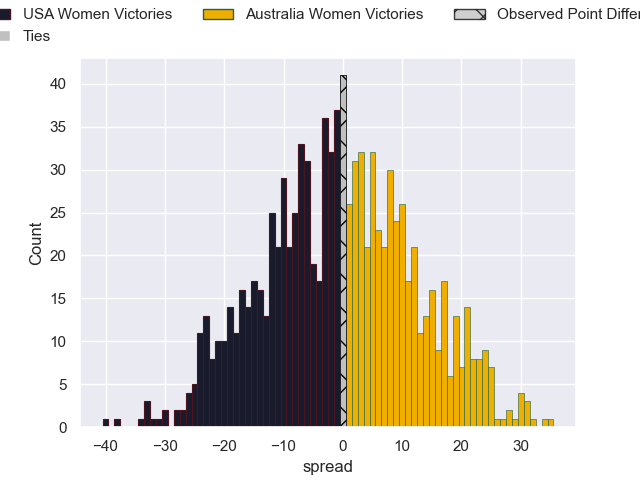 USA Women Victories
Australia Women Victories
Observed Point Differ
Ties
40
35
30
25
20
15
10
5
0
Count
−40
−30
−20
−10
0
10
20
30
spread